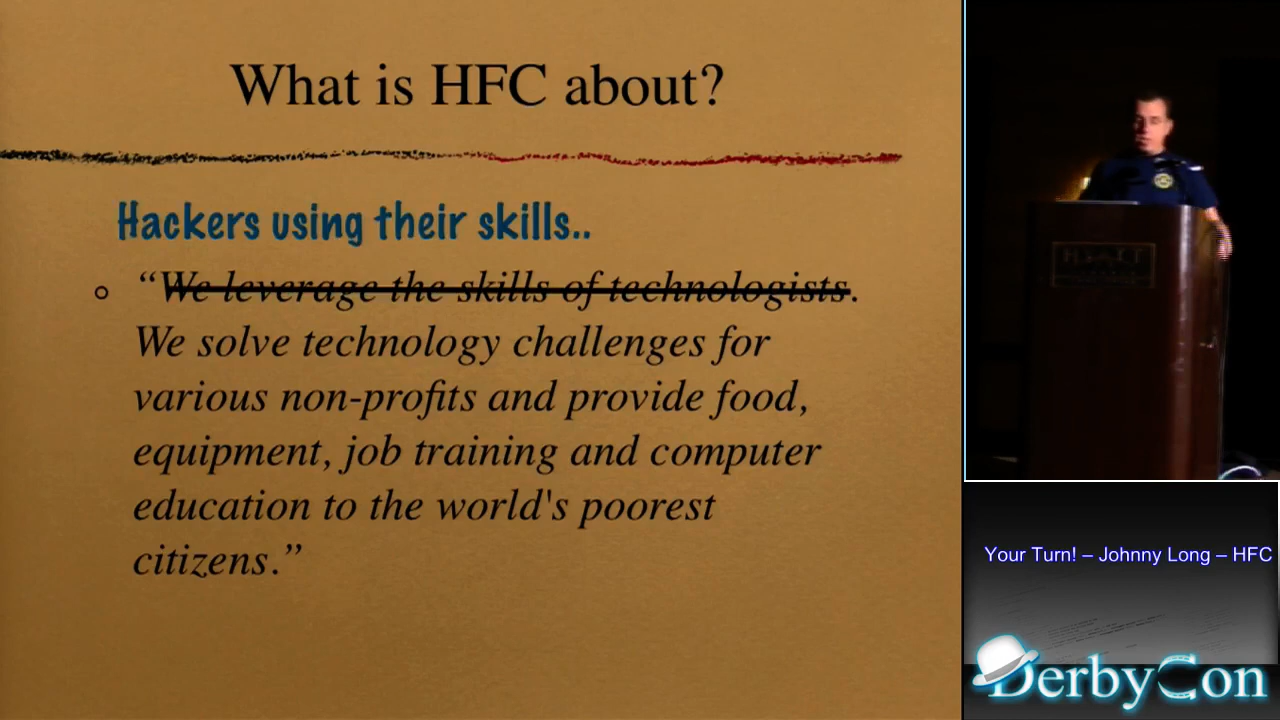 What is HFC about?
Hackers using their skills..
“We leverage the skills of technologists.
We solve technology challenges for
various non-profits and provide food,
equipment, job training and computer
education to the world's poorest
citizens.”
HYATT
Your Turn! – Johnny Long – HFC
DerbyCon